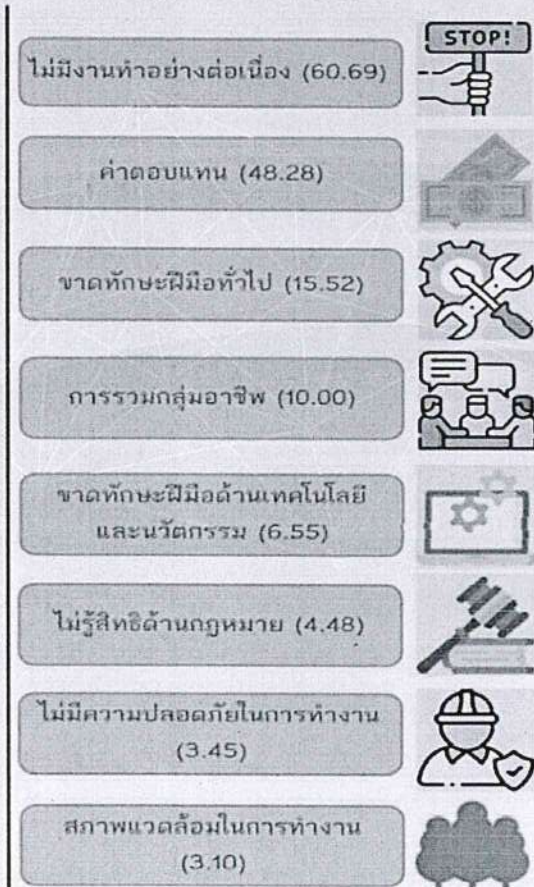 STOP!
ไม่มีงานทำอย่างต่อเนื่อง (60.69)
ค่าตอบแทน (48.28)
ขาดทักษะฝีมือทั่วไป (15.52)
การรวมกลุ่มอาชีพ (10.00)
ขาดทักษะฝีมือด้านเทคโนโลยี
และนวัตกรรม (6.55)
ไม่รู้สิทธิด้านกฎหมาย (4.48)
ไม่มีความปลอดภัยในการทำงาน
(3.45)
สภาพแวดล้อมในการทำงาน
(3.10)